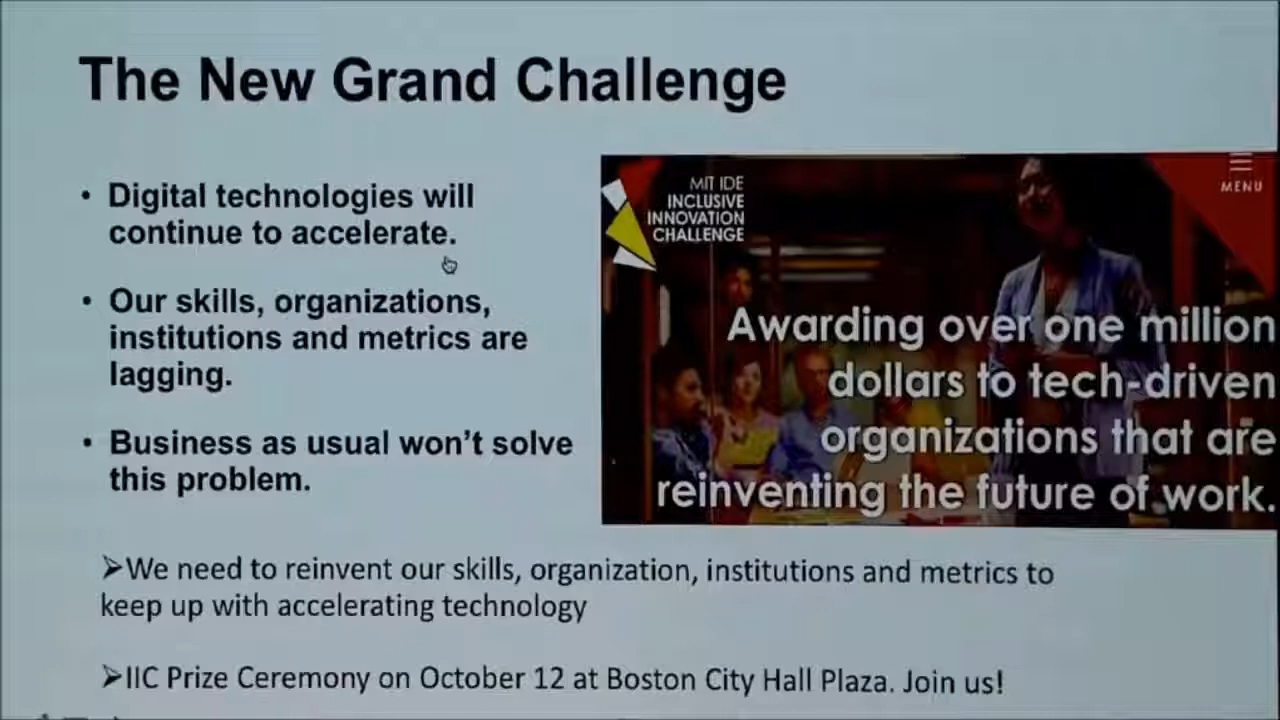 The New Grand Challenge
• Digital technologies will
continue to accelerate.
• Our skills, organizations,
institutions and metrics are
lagging.
• Business as usual won't solve
this problem.
MIT IDE
INCLUSIVE
INNOVATION
CHALLENGE
MENU
Awarding over one million
dollars to tech-driven
organizations that are
reinventing the future of work.
➢We need to reinvent our skills, organization, institutions and metrics to
keep up with accelerating technology
➢IIC Prize Ceremony on October 12 at Boston City Hall Plaza. Join us!